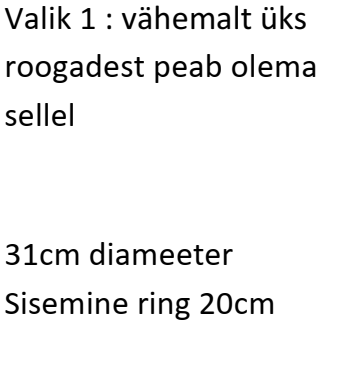 Valik 1 : vähemalt üks
roogadest peab olema
sellel
31cm diameeter
Sisemine ring 20cm